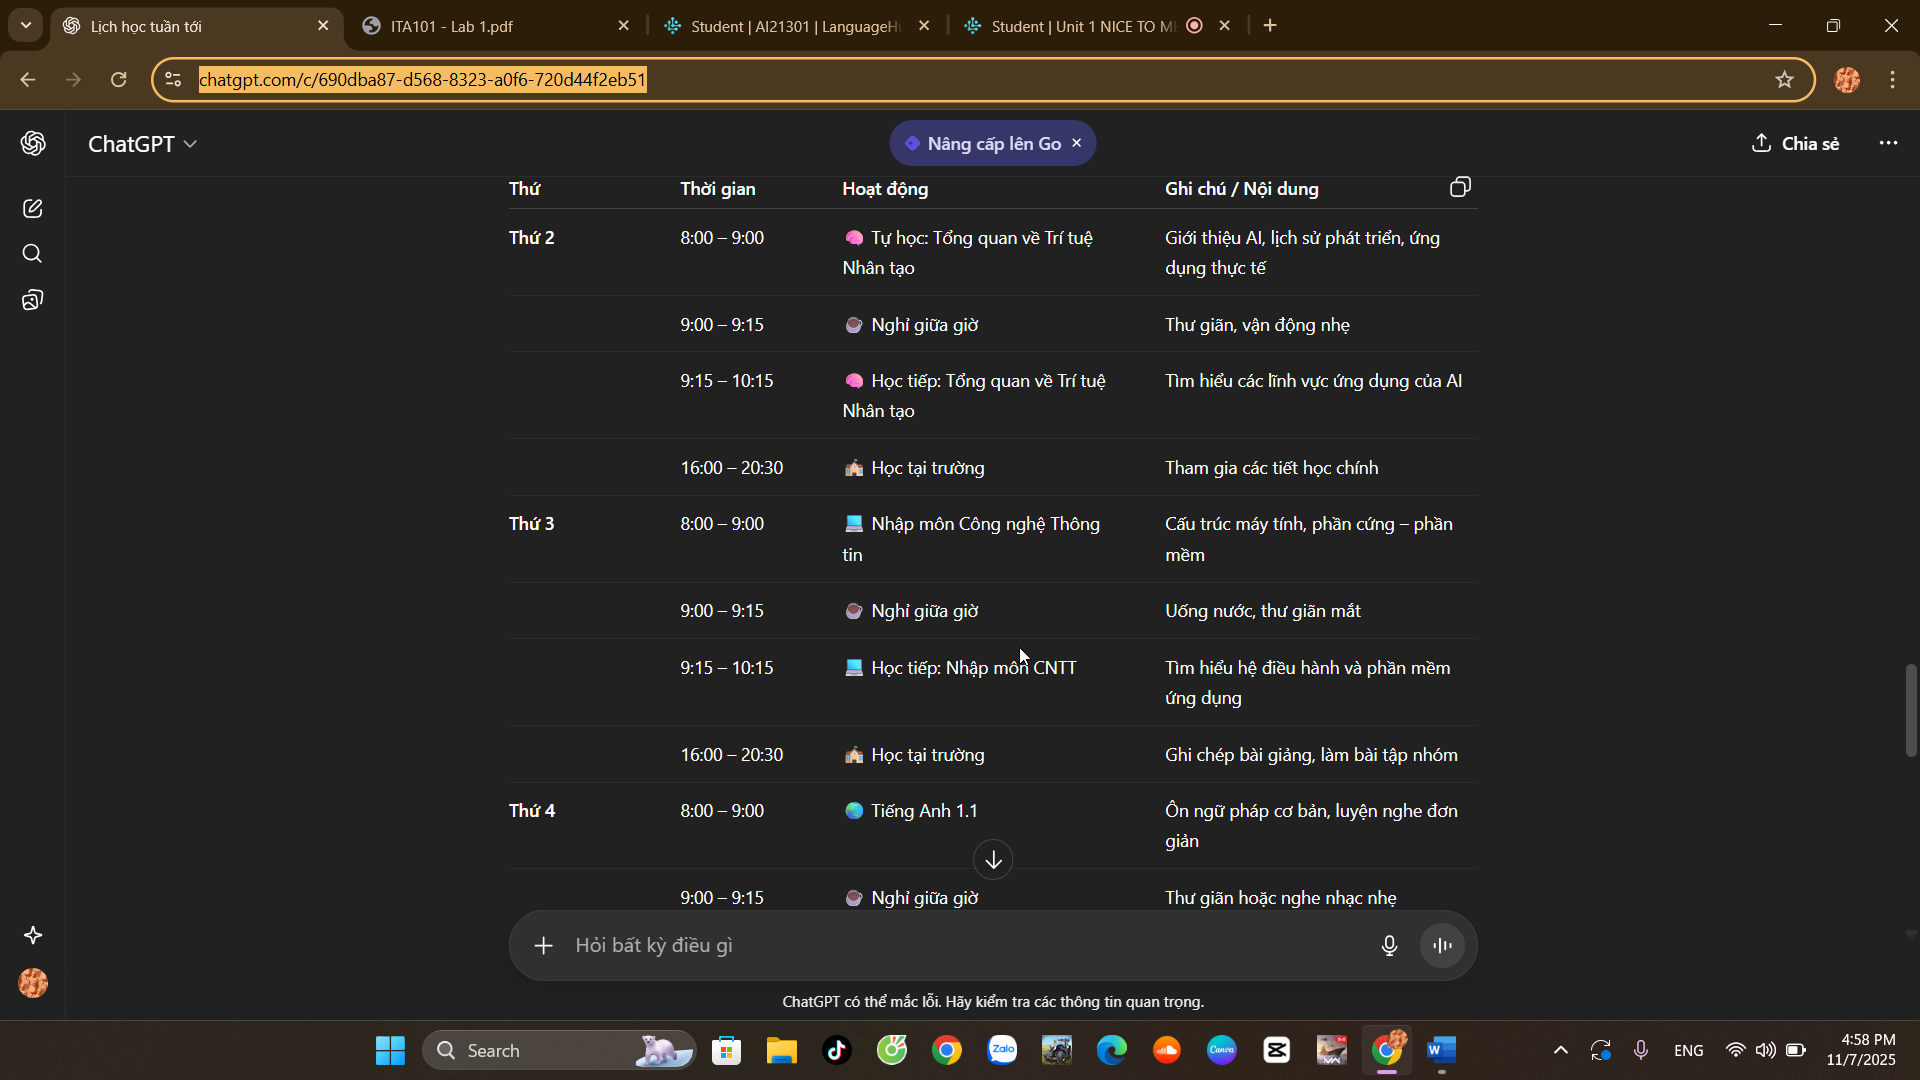 Lịch học tuần tới
ITA101 - Lab 1.pdf
Student | AI21301 | LanguageH
Student | Unit 1 NICE TO M
chatgpt.com/c/690dba87-d568-8323-a0f6-720d44f2eb51
ChatGPT
Nâng cấp lên Go
Chia sẻ
Thứ Thời gian Hoạt động Ghi chú / Nội dung
Thứ 2 8:00 – 9:00 Tự học: Tổng quan về Trí tuệ Giới thiệu AI, lịch sử phát triển, ứng
Nhân tạo dụng thực tế
9:00 – 9:15 Nghỉ giữa giờ Thư giãn, vận động nhẹ
9:15 – 10:15 Học tiếp: Tổng quan về Trí tuệ Tìm hiểu các lĩnh vực ứng dụng của AI
Nhân tạo
16:00 – 20:30 Học tại trường Tham gia các tiết học chính
Thứ 3 8:00 – 9:00 Nhập môn Công nghệ Thông Cấu trúc máy tính, phần cứng – phần
tin mềm
9:00 – 9:15 Nghỉ giữa giờ Uống nước, thư giãn mắt
9:15 – 10:15 Học tiếp: Nhập môn CNTT Tìm hiểu hệ điều hành và phần mềm
ứng dụng
16:00 – 20:30 Học tại trường Ghi chép bài giảng, làm bài tập nhóm
Thứ 4 8:00 – 9:00 Tiếng Anh 1.1 Ôn ngữ pháp cơ bản, luyện nghe đơn
giản
9:00 – 9:15 Nghỉ giữa giờ Thư giãn hoặc nghe nhạc nhẹ
Hỏi bất kỳ điều gì
ChatGPT có thể mắc lỗi. Hãy kiểm tra các thông tin quan trọng.
Search
Zalo
Canva
W
ENG
4:58 PM
11/7/2025